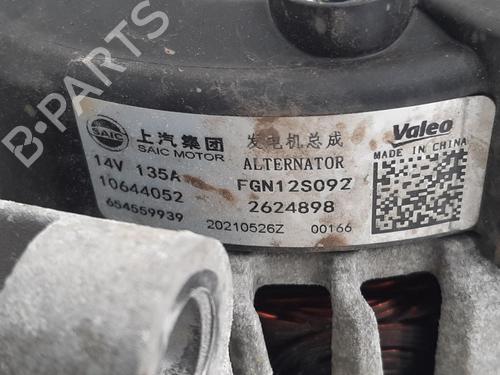 B-PARTS
SAIC 上汽集团 发电机总成 Valeo
SAIC MOTOR ALTERNATOR MADE IN CHINA
14V 135A FGN12S092
10644052 2624898
654559939 20210526Z 00166